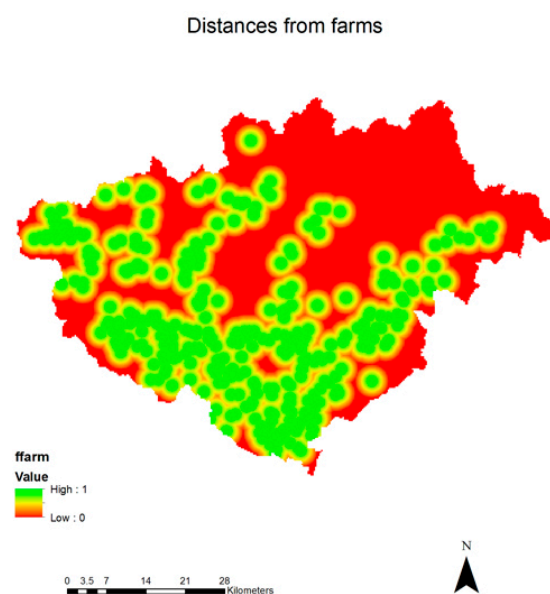 Distances from farms
ffarm
Value
High : 1
Low : 0
N
0 3.5 7 14 21 28
Kilometers